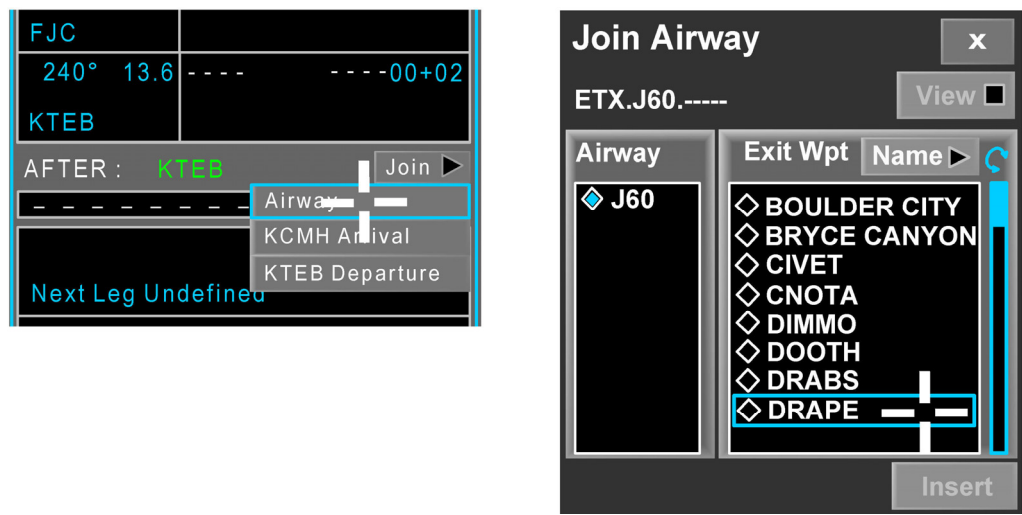 FJC
240° 13.6 ---- ----00+02
KTEB
AFTER : KTEB Join
Airway
KCMH Arrival
KTEB Departure
Next Leg Undefined
Join Airway x
ETX.J60.-----
View
Airway
J60
Exit Wpt Name
BOULDER CITY
BRYCE CANYON
CIVET
CNOTA
DIMMO
DOOTH
DRABS
DRAPE
Insert